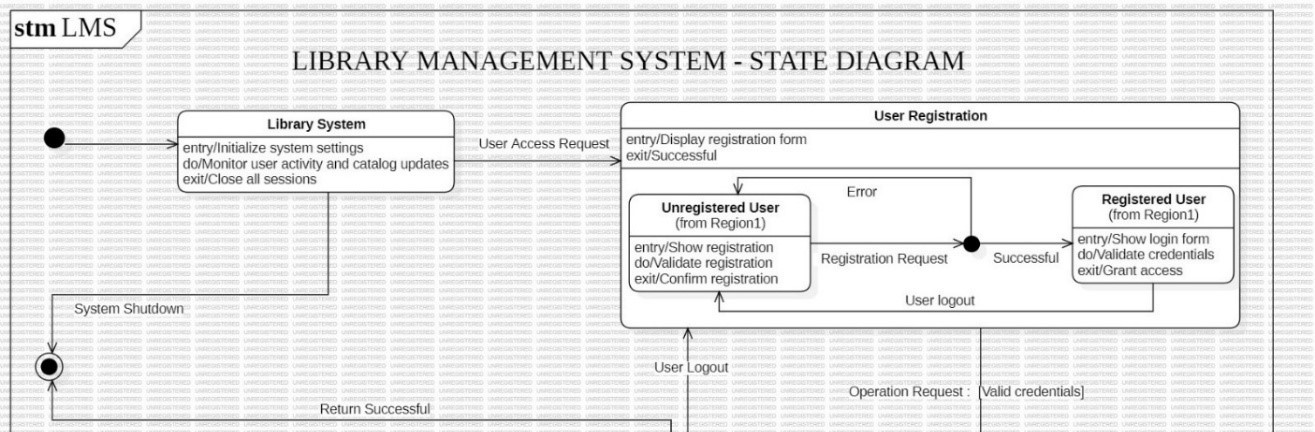 stm LMS
LIBRARY MANAGEMENT SYSTEM - STATE DIAGRAM
Library System
entry/Initialize system settings
do/Monitor user activity and catalog updates
exit/Close all sessions
User Access Request
User Registration
entry/Display registration form
exit/Successful
Error
Unregistered User
(from Region1)
entry/Show registration
do/Validate registration
exit/Confirm registration
Registration Request
Successful
Registered User
(from Region1)
entry/Show login form
do/Validate credentials
exit/Grant access
User logout
System Shutdown
User Logout
Operation Request : [Valid credentials]
Return Successful